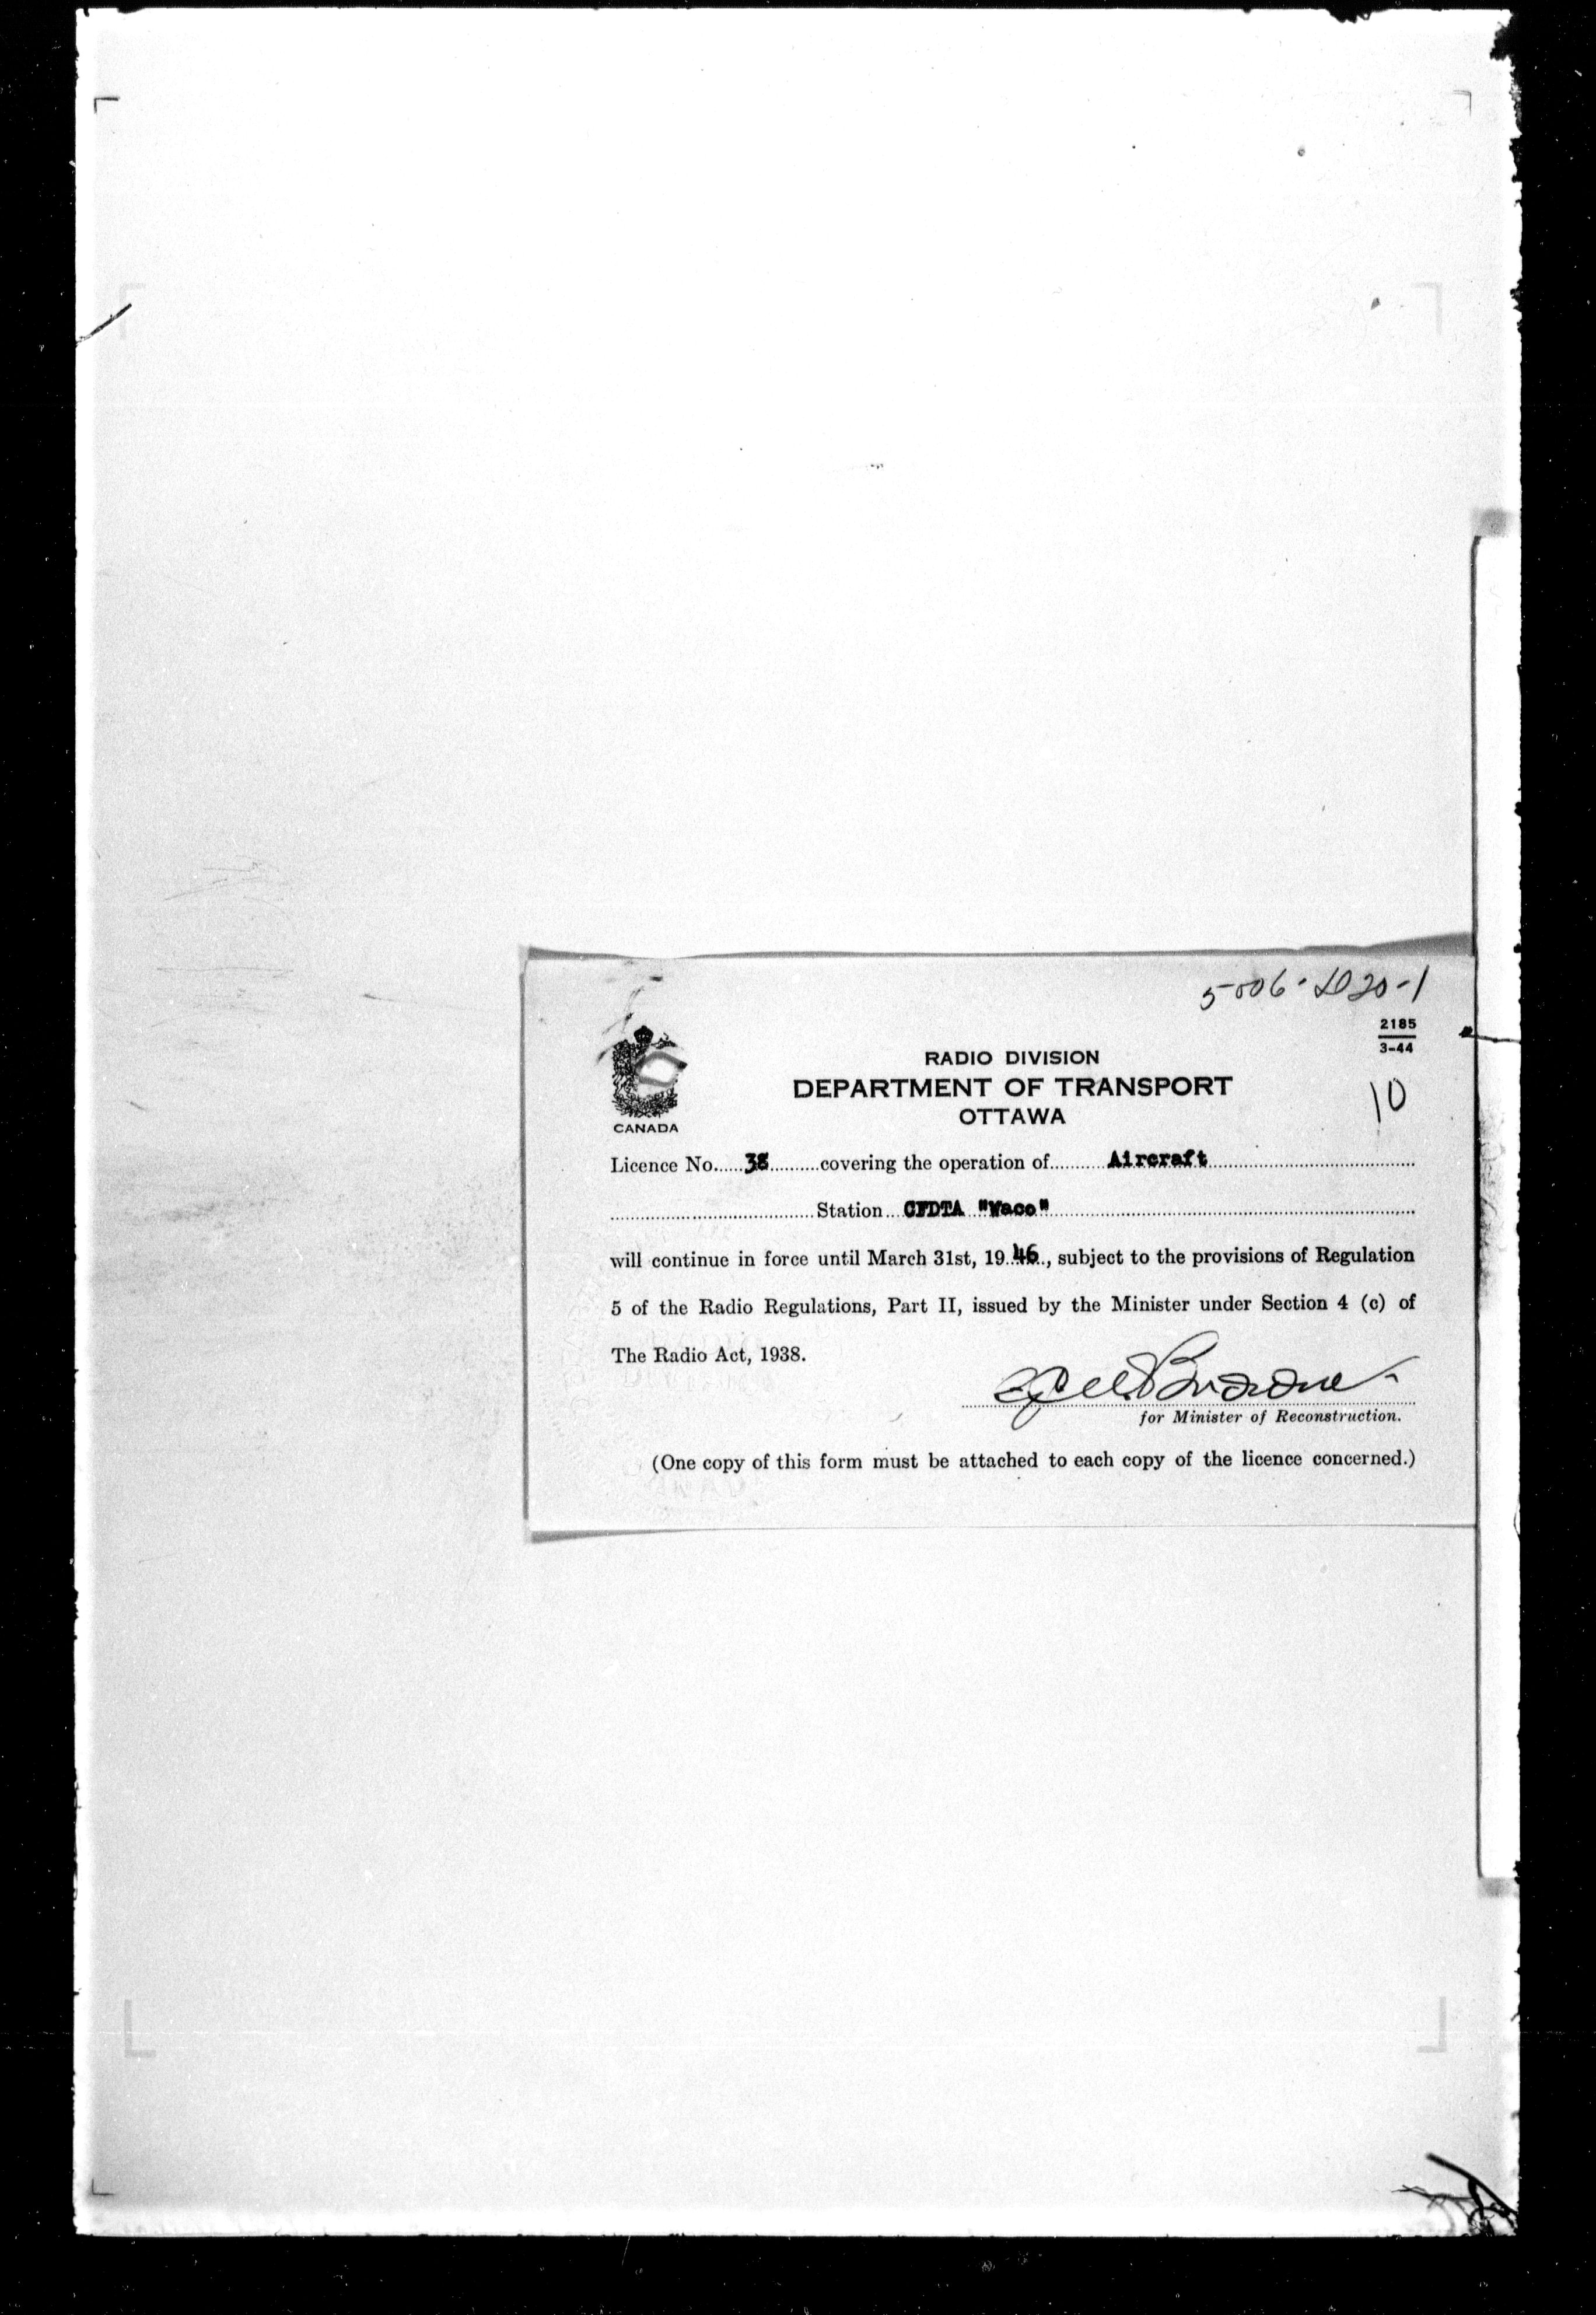 5006-D20-1
2185
3-44
10
RADIO DIVISION
DEPARTMENT OF TRANSPORT
OTTAWA
CANADA
Licence No. 38 covering the operation of Aircraft
Station CFDTA "Waco"
will continue in force until March 31st, 1946, subject to the provisions of Regulation
5 of the Radio Regulations, Part II, issued by the Minister under Section 4 (c) of
The Radio Act, 1938.
for Minister of Reconstruction.
(One copy of this form must be attached to each copy of the licence concerned.)